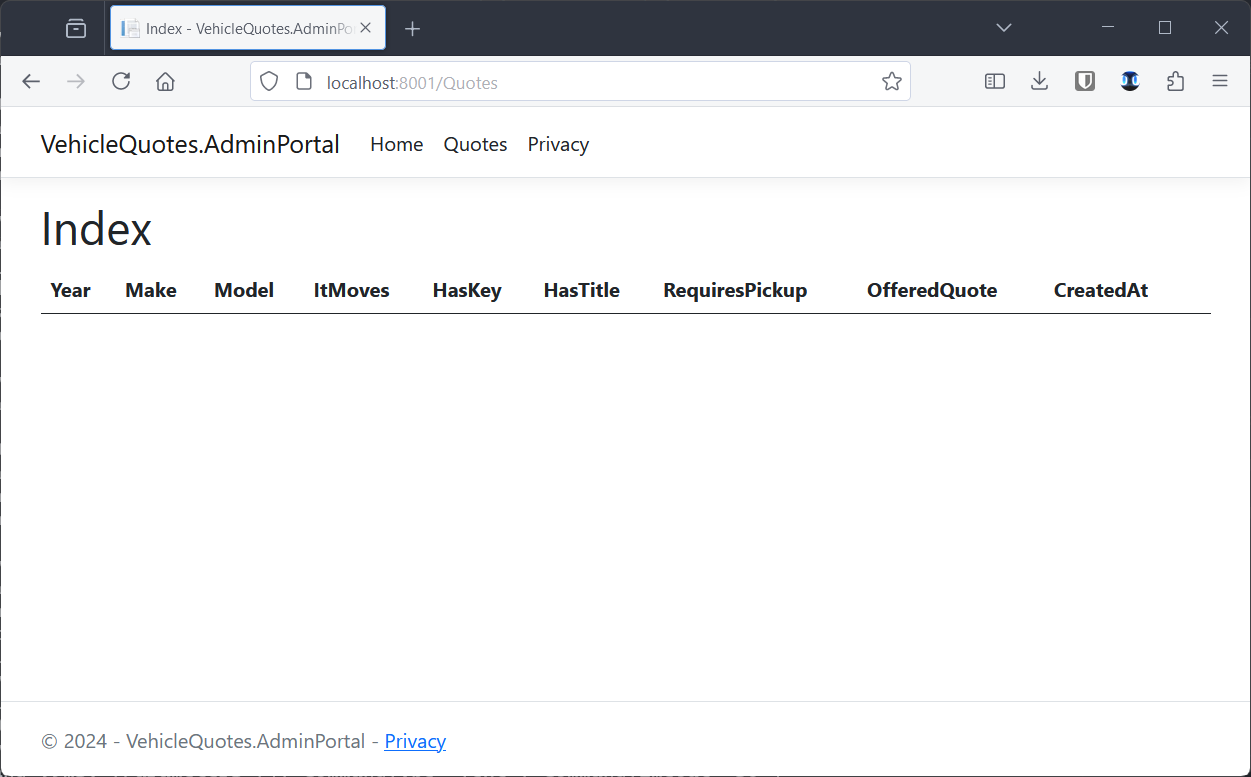 Index - VehicleQuotes.AdminPo
localhost:8001/Quotes
VehicleQuotes.AdminPortal Home Quotes Privacy
Index
Year Make Model ItMoves HasKey HasTitle RequiresPickup OfferedQuote CreatedAt
© 2024 - VehicleQuotes.AdminPortal - Privacy